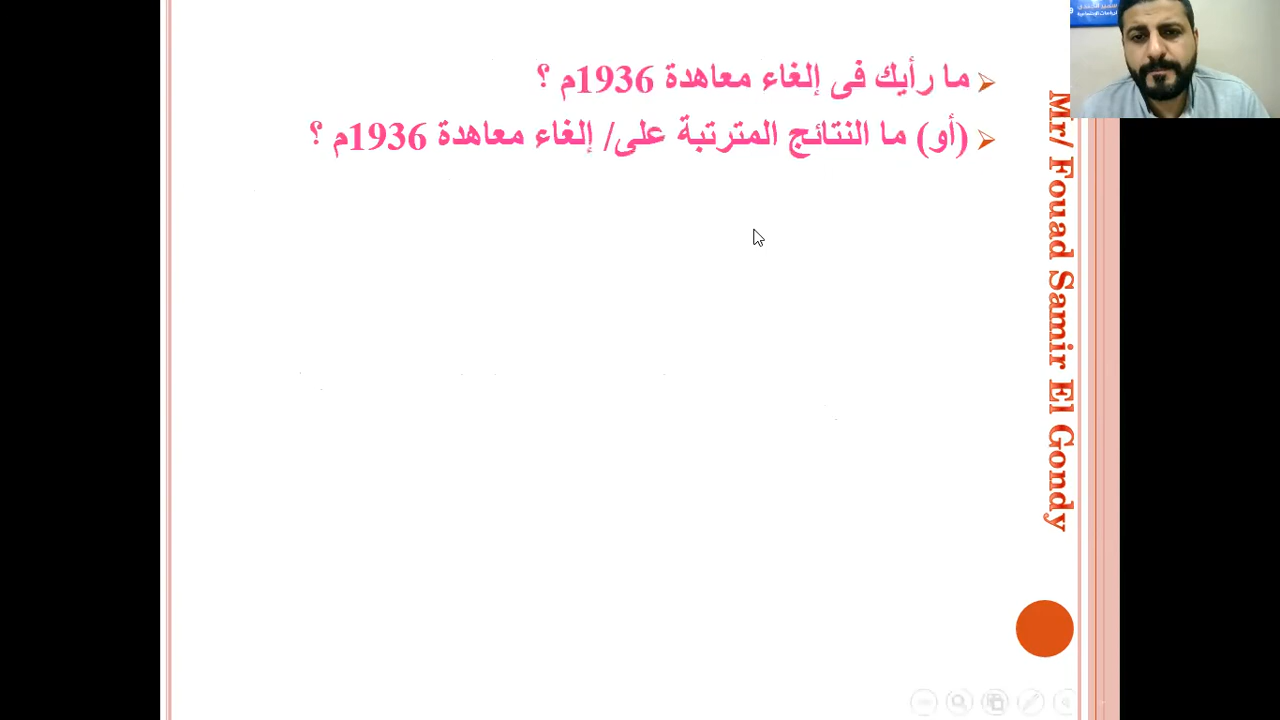 ما رأيك فى إلغاء معاهدة 1936م ؟
(أو) ما النتائج المترتبة على/ إلغاء معاهدة 1936م ؟
Mr/ Fouad Samir El Gondy